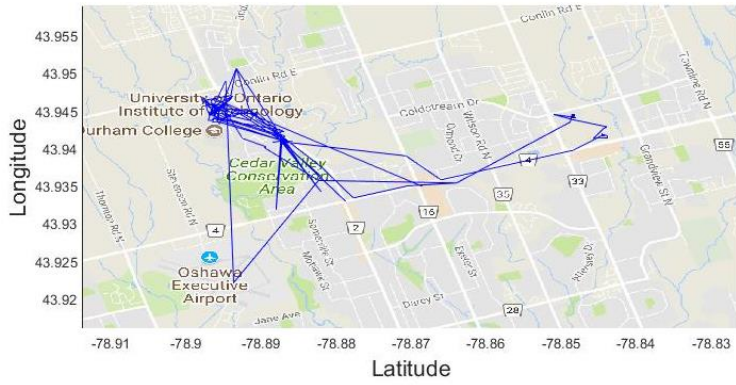 43.955
43.95
43.945
43.94
43.935
43.93
43.925
43.92
Longitude
Conlin Rd E
Conlin Rd E
University of Ontario
Institute of Technology
Durham College
Coldstream Dr
Ormond Dr
Wilson Rd N
Townline Rd N
Grandview St N
Cedar Valley
Conservation
Area
Stevenson Rd N
Thornton Rd N
4
4
55
33
35
16
2
Somerville St
Mohawk St
Exeter St
Oshawa
Executive
Airport
Darcy St
28
Jane Ave
-78.91
-78.9
-78.89
-78.88
-78.87
-78.86
-78.85
-78.84
-78.83
Latitude